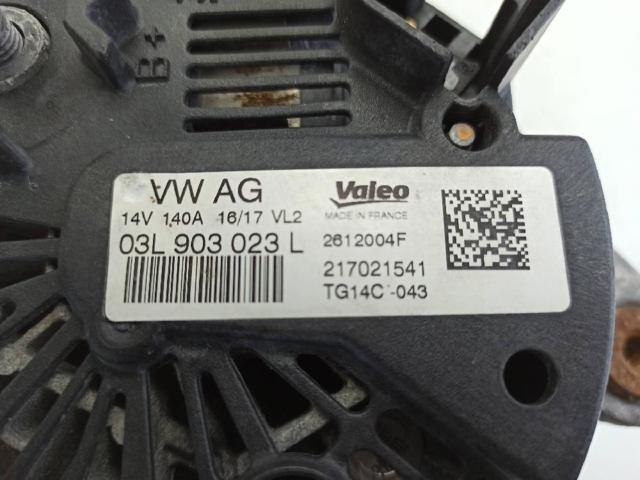 B+
VW AG
14V 140A 16/17 VL2
03L 903 023 L
Valeo
MADE IN FRANCE
2612004F
217021541
TG14C -043